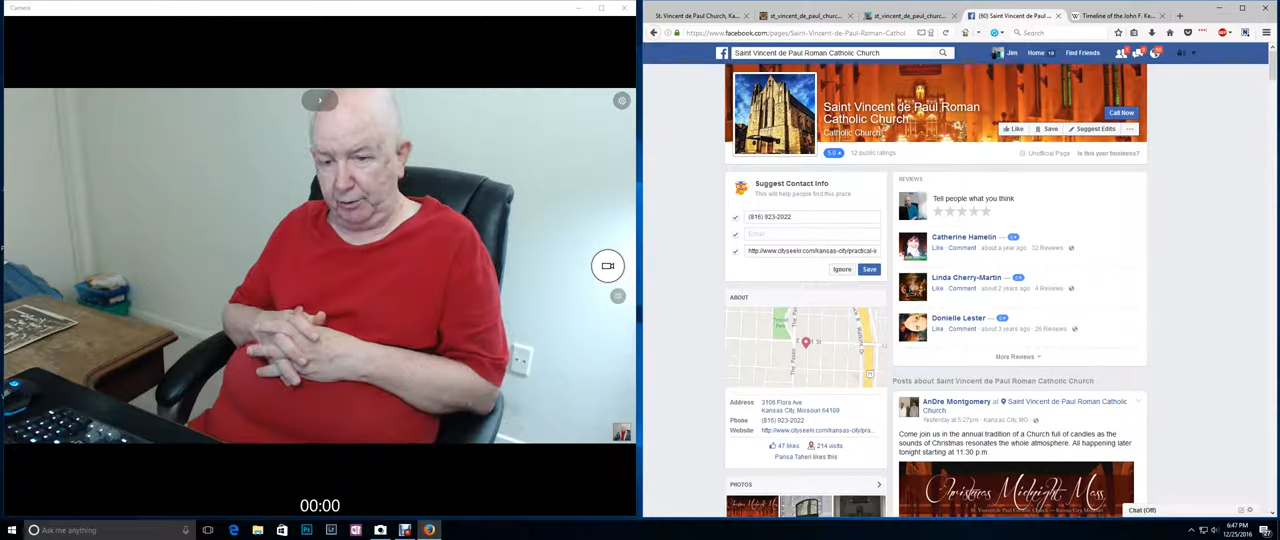 Camera
00:00
St. Vincent de Paul Church, Ka...
st_vincent_de_paul_churc...
st_vincent_de_paul_churc...
(60) Saint Vincent de Paul ...
Timeline of the John F. Ke...
https://www.facebook.com/pages/Saint-Vincent-de-Paul-Roman-Cathol
Search
Saint Vincent de Paul Roman Catholic Church
Jim
Home
Find Friends
Saint Vincent de Paul Roman
Catholic Church
Catholic Church
Call Now
Like
Save
Suggest Edits
5.0
12 public ratings
Unofficial Page
Is this your business?
Suggest Contact Info
This will help people find this place
(816) 923-2022
Email
http://www.cityseekr.com/kansas-city/practical-i
Ignore
Save
ABOUT
Address 3106 Flora Ave
Kansas City, Missouri 64109
Phone (816) 923-2022
Website http://www.cityseekr.com/kansas-city/prac...
47 likes 214 visits
Parisa Taheri likes this
PHOTOS
REVIEWS
Tell people what you think
Catherine Hamelin
Like · Comment · about a year ago · 32 Reviews
Linda Cherry-Martin
Like · Comment · about 2 years ago · 4 Reviews
Donielle Lester
Like · Comment · about 3 years ago · 26 Reviews
More Reviews
Posts about Saint Vincent de Paul Roman Catholic Church
AnDre Montgomery at Saint Vincent de Paul Roman Catholic
Church
Yesterday at 5:27pm · Kansas City, MO
Come join us in the annual tradition of a Church full of candles as the
sounds of Christmas resonates the whole atmosphere. All happening later
tonight starting at 11:30 p.m.
Christmas Midnight Mass
Chat (Off)
Ask me anything
6:47 PM
12/25/2016